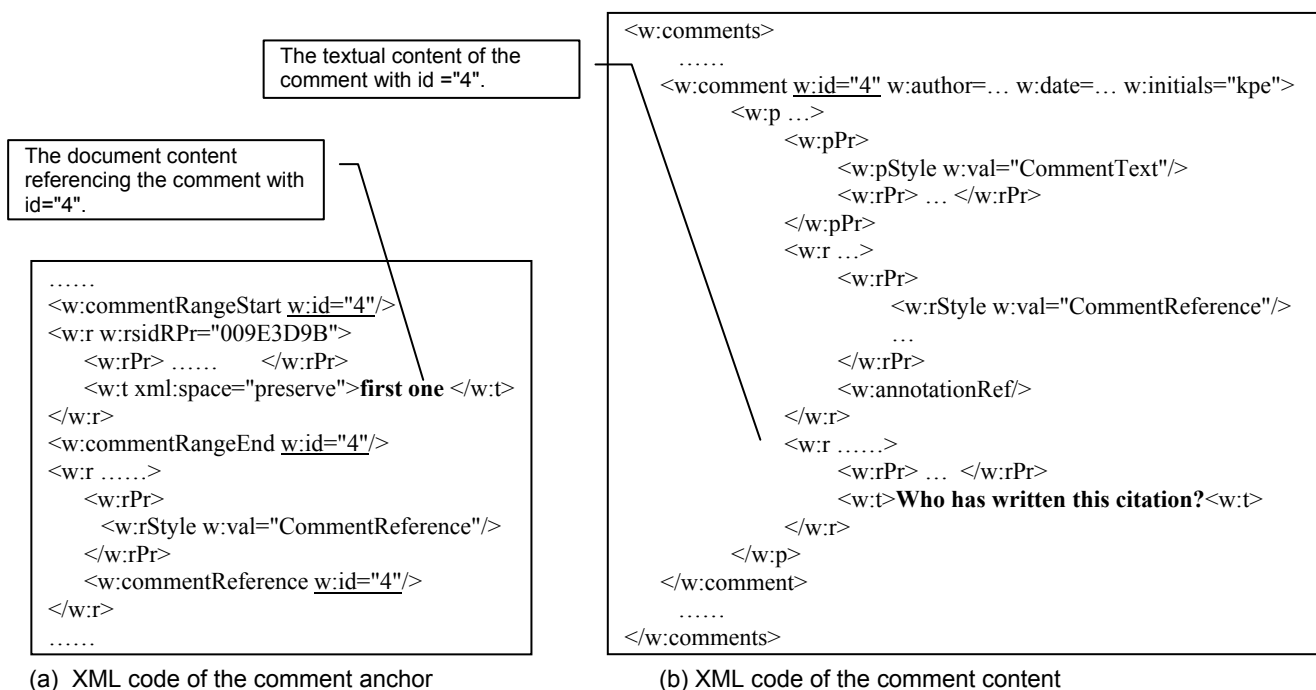 The textual content of the
comment with id ="4".
The document content
referencing the comment with
id="4".
……
<w:commentRangeStart w:id="4"/>
<w:r w:rsidRPr="009E3D9B">
<w:rPr> …… </w:rPr>
<w:t xml:space="preserve">first one </w:t>
</w:r>
<w:commentRangeEnd w:id="4"/>
<w:r ……>
<w:rPr>
<w:rStyle w:val="CommentReference"/>
</w:rPr>
<w:commentReference w:id="4"/>
</w:r>
……
(a) XML code of the comment anchor
<w:comments>
……
<w:comment w:id="4" w:author=… w:date=… w:initials="kpe">
<w:p …>
<w:pPr>
<w:pStyle w:val="CommentText"/>
<w:rPr> … </w:rPr>
</w:pPr>
<w:r …>
<w:rPr>
<w:rStyle w:val="CommentReference"/>
…
</w:rPr>
<w:annotationRef/>
</w:r>
<w:r ……>
<w:rPr> … </w:rPr>
<w:t>Who has written this citation?<w:t>
</w:r>
</w:p>
</w:comment>
……
</w:comments>
(b) XML code of the comment content